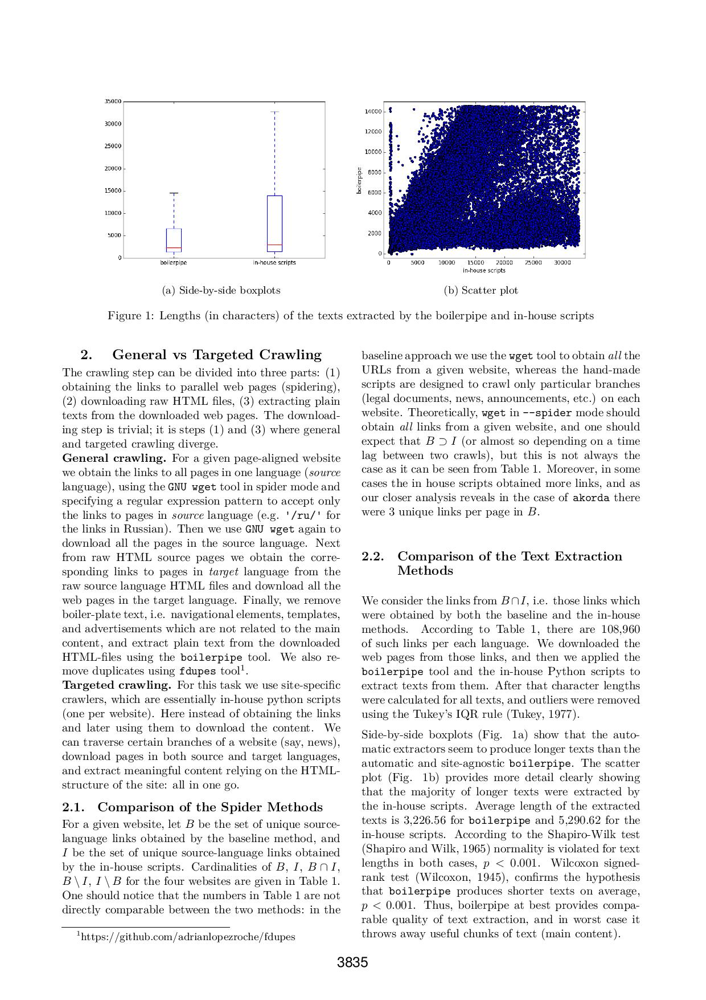 35000
30000
25000
20000
15000
10000
5000
0
boilerpipe
in-house scripts
14000
12000
10000
8000
6000
4000
2000
0
boilerpipe
0
5000
10000
15000
20000
25000
30000
in-house scripts
(a) Side-by-side boxplots
(b) Scatter plot
Figure 1: Lengths (in characters) of the texts extracted by the boilerpipe and in-house scripts
2. General vs Targeted Crawling
The crawling step can be divided into three parts: (1)
obtaining the links to parallel web pages (spidering),
(2) downloading raw HTML files, (3) extracting plain
texts from the downloaded web pages. The download-
ing step is trivial; it is steps (1) and (3) where general
and targeted crawling diverge.
General crawling. For a given page-aligned website
we obtain the links to all pages in one language (source
language), using the GNU wget tool in spider mode and
specifying a regular expression pattern to accept only
the links to pages in source language (e.g. '/ru/' for
the links in Russian). Then we use GNU wget again to
download all the pages in the source language. Next
from raw HTML source pages we obtain the corre-
sponding links to pages in target language from the
raw source language HTML files and download all the
web pages in the target language. Finally, we remove
boiler-plate text, i.e. navigational elements, templates,
and advertisements which are not related to the main
content, and extract plain text from the downloaded
HTML-files using the boilerpipe tool. We also re-
move duplicates using fdupes tool1.
Targeted crawling. For this task we use site-specific
crawlers, which are essentially in-house python scripts
(one per website). Here instead of obtaining the links
and later using them to download the content. We
can traverse certain branches of a website (say, news),
download pages in both source and target languages,
and extract meaningful content relying on the HTML-
structure of the site: all in one go.
2.1. Comparison of the Spider Methods
For a given website, let B be the set of unique source-
language links obtained by the baseline method, and
I be the set of unique source-language links obtained
by the in-house scripts. Cardinalities of B, I, B ∩ I,
B \ I, I \ B for the four websites are given in Table 1.
One should notice that the numbers in Table 1 are not
directly comparable between the two methods: in the
1https://github.com/adrianlopezroche/fdupes
baseline approach we use the wget tool to obtain all the
URLs from a given website, whereas the hand-made
scripts are designed to crawl only particular branches
(legal documents, news, announcements, etc.) on each
website. Theoretically, wget in --spider mode should
obtain all links from a given website, and one should
expect that B ⊃ I (or almost so depending on a time
lag between two crawls), but this is not always the
case as it can be seen from Table 1. Moreover, in some
cases the in house scripts obtained more links, and as
our closer analysis reveals in the case of akorda there
were 3 unique links per page in B.
2.2. Comparison of the Text Extraction
Methods
We consider the links from B ∩ I, i.e. those links which
were obtained by both the baseline and the in-house
methods. According to Table 1, there are 108,960
of such links per each language. We downloaded the
web pages from those links, and then we applied the
boilerpipe tool and the in-house Python scripts to
extract texts from them. After that character lengths
were calculated for all texts, and outliers were removed
using the Tukey's IQR rule (Tukey, 1977).
Side-by-side boxplots (Fig. 1a) show that the auto-
matic extractors seem to produce longer texts than the
automatic and site-agnostic boilerpipe. The scatter
plot (Fig. 1b) provides more detail clearly showing
that the majority of longer texts were extracted by
the in-house scripts. Average length of the extracted
texts is 3,226.56 for boilerpipe and 5,290.62 for the
in-house scripts. According to the Shapiro-Wilk test
(Shapiro and Wilk, 1965) normality is violated for text
lengths in both cases, p < 0.001. Wilcoxon signed-
rank test (Wilcoxon, 1945), confirms the hypothesis
that boilerpipe produces shorter texts on average,
p < 0.001. Thus, boilerpipe at best provides compa-
rable quality of text extraction, and in worst case it
throws away useful chunks of text (main content).
3835